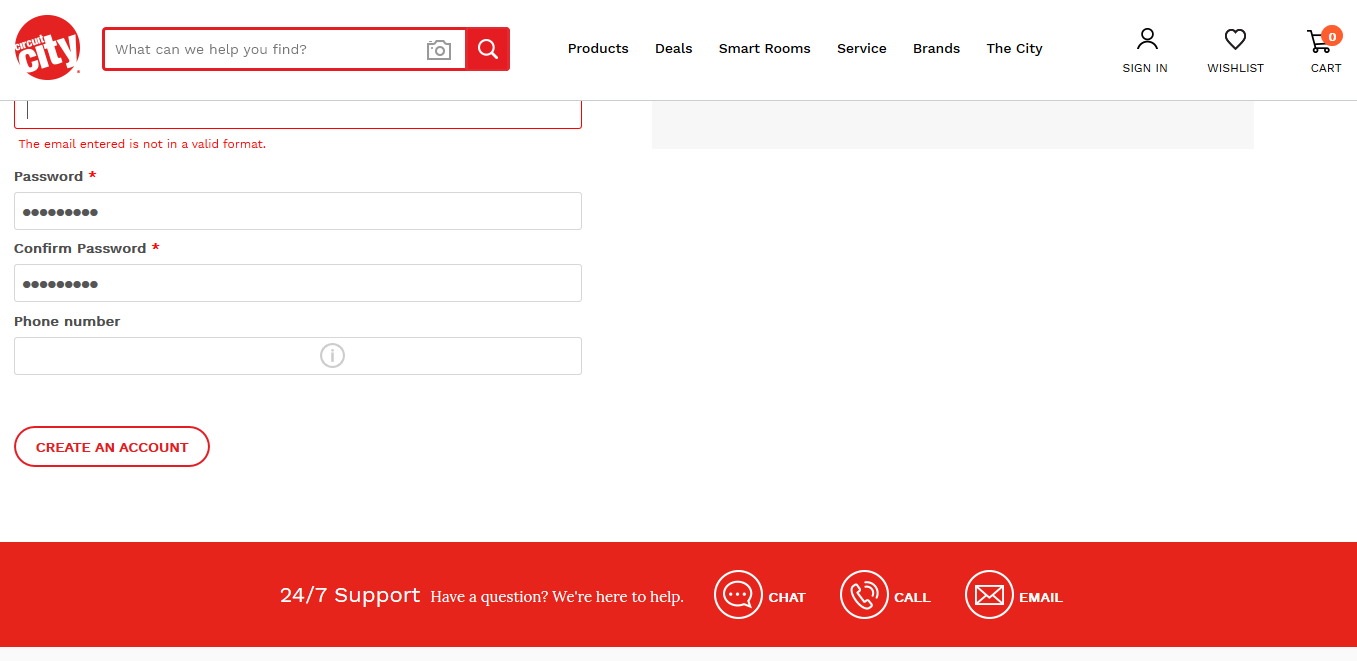 circuit
city
What can we help you find?
Products
Deals
Smart Rooms
Service
Brands
The City
SIGN IN
WISHLIST
0
CART
The email entered is not in a valid format.
Password *
●●●●●●●●●
Confirm Password *
●●●●●●●●●
Phone number
CREATE AN ACCOUNT
24/7 Support Have a question? We're here to help.
CHAT
CALL
EMAIL